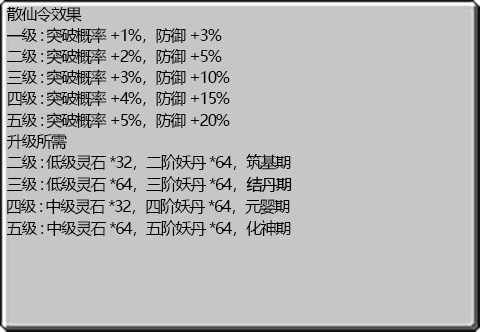 散仙令效果
一级 : 突破概率 +1%，防御 +3%
二级 : 突破概率 +2%，防御 +5%
三级 : 突破概率 +3%，防御 +10%
四级 : 突破概率 +4%，防御 +15%
五级 : 突破概率 +5%，防御 +20%
升级所需
二级 : 低级灵石 *32，二阶妖丹 *64，筑基期
三级 : 低级灵石 *64，三阶妖丹 *64，结丹期
四级 : 中级灵石 *32，四阶妖丹 *64，元婴期
五级 : 中级灵石 *64，五阶妖丹 *64，化神期